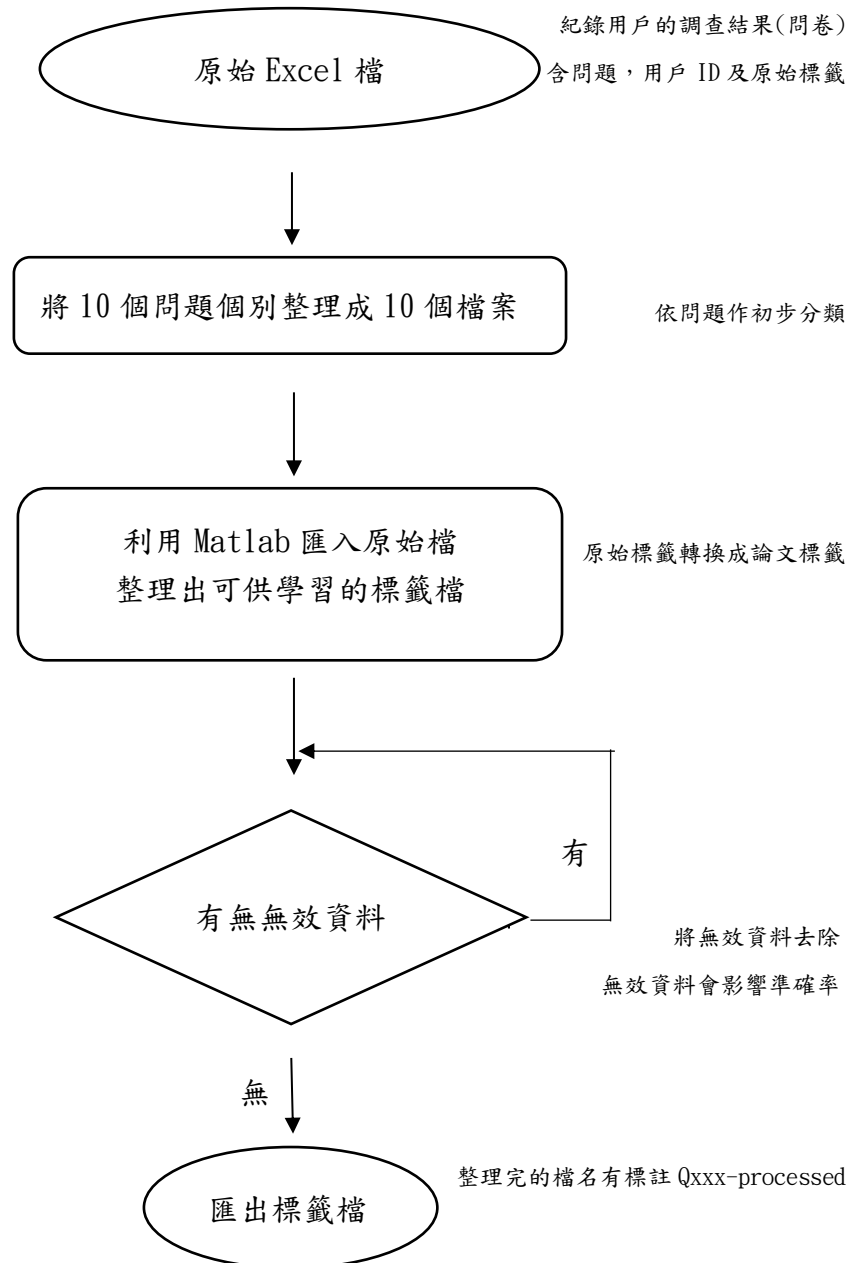 紀錄用戶的調查結果(問卷)
原始 Excel 檔
含問題，用戶 ID 及原始標籤
將 10 個問題個別整理成 10 個檔案
依問題作初步分類
利用 Matlab 匯入原始檔
整理出可供學習的標籤檔
原始標籤轉換成論文標籤
有
有無無效資料
將無效資料去除
無效資料會影響準確率
無
整理完的檔名有標註 Qxxx-processed
匯出標籤檔